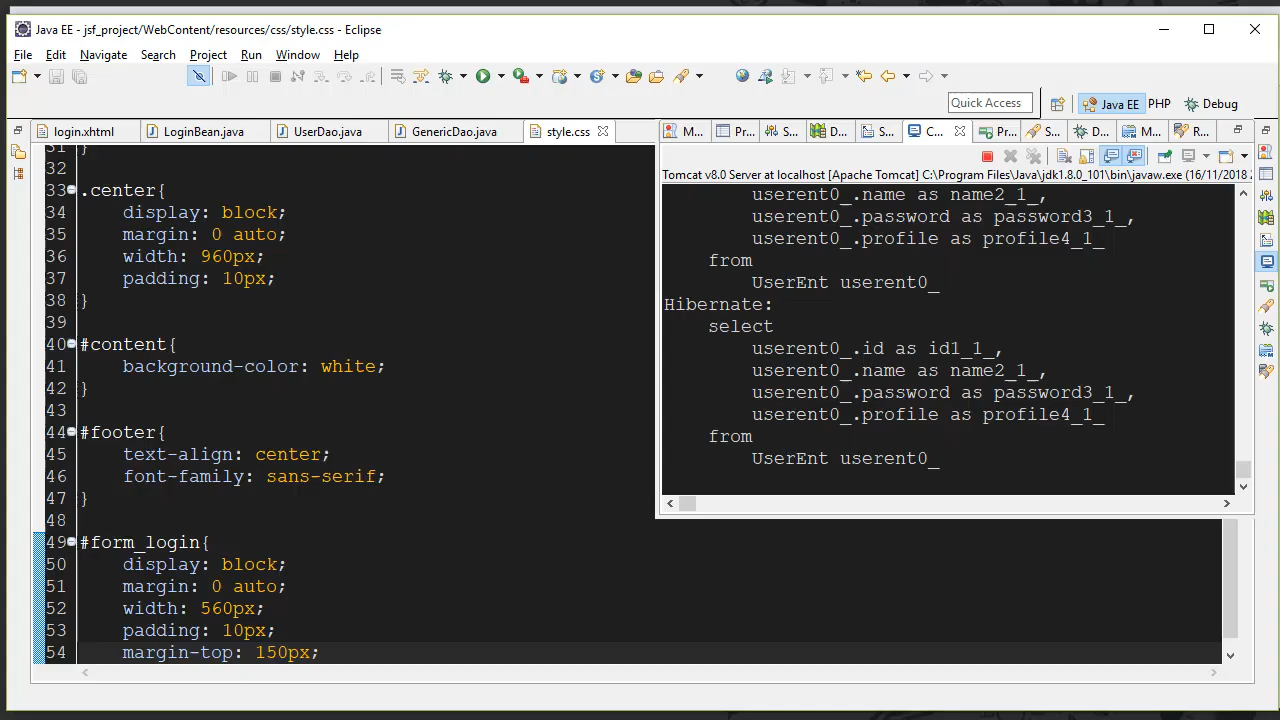 Java EE - jsf_project/WebContent/resources/css/style.css - Eclipse
File Edit Navigate Search Project Run Window Help
Quick Access
Java EE PHP Debug
login.xhtml LoginBean.java UserDao.java GenericDao.java style.css
M... Pr... S... D... S... C... Pr... S... D... M... R...
Tomcat v8.0 Server at localhost [Apache Tomcat] C:\Program Files\Java\jdk1.8.0_101\bin\javaw.exe (16/11/2018 2
31 }
32
33 .center{
34 display: block;
35 margin: 0 auto;
36 width: 960px;
37 padding: 10px;
38 }
39
40 #content{
41 background-color: white;
42 }
43
44 #footer{
45 text-align: center;
46 font-family: sans-serif;
47 }
48
49 #form_login{
50 display: block;
51 margin: 0 auto;
52 width: 560px;
53 padding: 10px;
54 margin-top: 150px;
userent0_.name as name2_1_,
userent0_.password as password3_1_,
userent0_.profile as profile4_1_
from
UserEnt userent0_
Hibernate:
select
userent0_.id as id1_1_,
userent0_.name as name2_1_,
userent0_.password as password3_1_,
userent0_.profile as profile4_1_
from
UserEnt userent0_